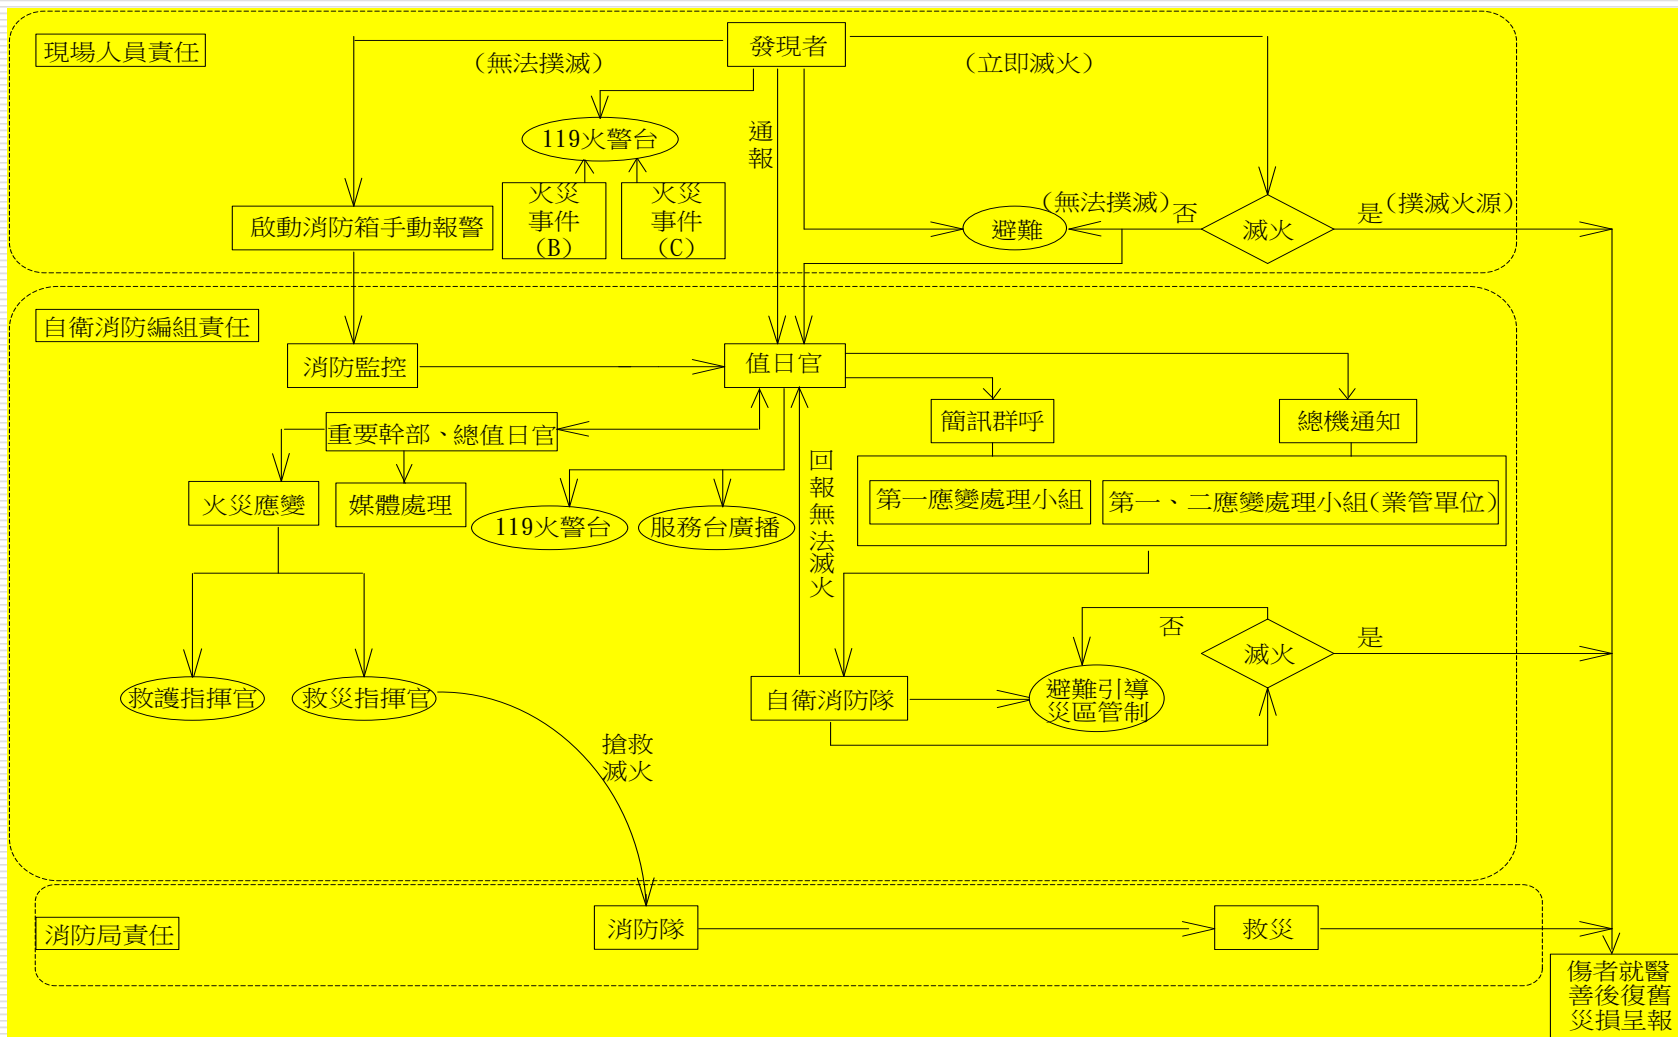 現場人員責任
發現者
(無法撲滅)
(立即滅火)
119火警台
通報
火災
事件
(B)
火災
事件
(C)
啟動消防箱手動報警
避難
(無法撲滅)
否
滅火
是
(撲滅火源)
自衛消防編組責任
消防監控
值日官
重要幹部、總值日官
簡訊群呼
總機通知
火災應變
媒體處理
119火警台
服務台廣播
回報無法滅火
第一應變處理小組
第一、二應變處理小組(業管單位)
否
滅火
是
救護指揮官
救災指揮官
自衛消防隊
避難引導
災區管制
搶救
滅火
消防局責任
消防隊
救災
傷者就醫
善後復舊
災損呈報